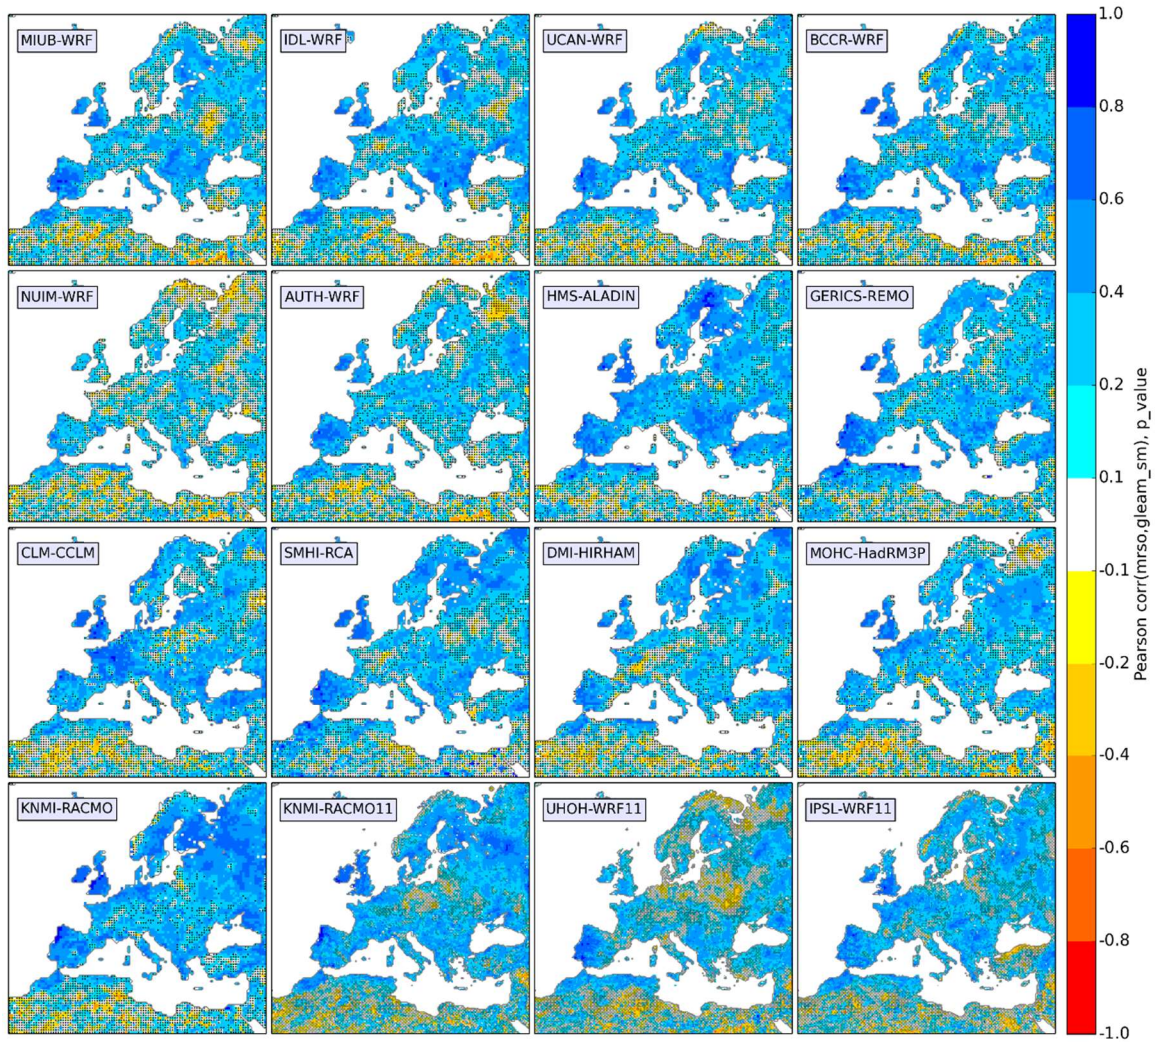 MIUB-WRF
IDL-WRF
UCAN-WRF
BCCR-WRF
NUIM-WRF
AUTH-WRF
HMS-ALADIN
GERICS-REMO
CLM-CCLM
SMHI-RCA
DMI-HIRHAM
MOHC-HadRM3P
KNMI-RACMO
KNMI-RACMO11
UHOH-WRF11
IPSL-WRF11
1.0
0.8
0.6
0.4
0.2
0.1
-0.1
-0.2
-0.4
-0.6
-0.8
-1.0
Pearson corr(mrso,gleam_sm), p_value